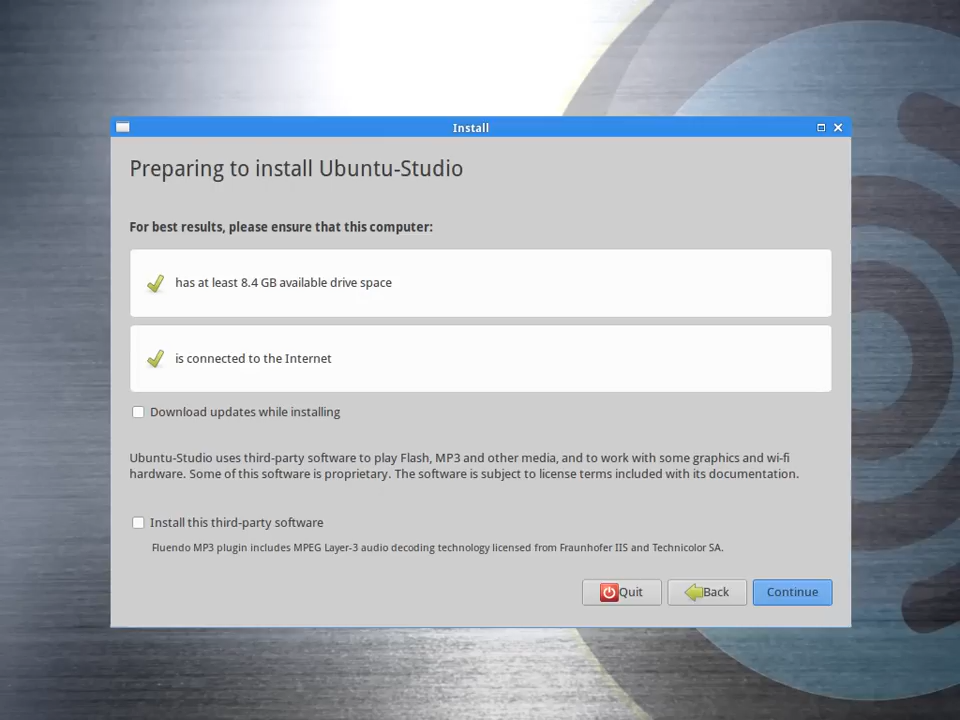 Install
Preparing to install Ubuntu-Studio
For best results, please ensure that this computer:
has at least 8.4 GB available drive space
is connected to the Internet
Download updates while installing
Ubuntu-Studio uses third-party software to play Flash, MP3 and other media, and to work with some graphics and wi-fi
hardware. Some of this software is proprietary. The software is subject to license terms included with its documentation.
Install this third-party software
Fluendo MP3 plugin includes MPEG Layer-3 audio decoding technology licensed from Fraunhofer IIS and Technicolor SA.
Quit Back Continue